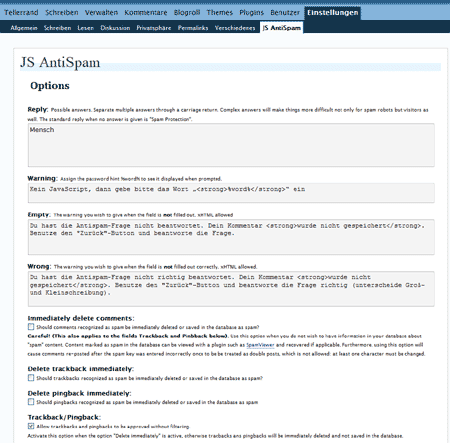 Tellerrand Schreiben Verwalten Kommentare Blogroll Themes Plugins Benutzer Einstellungen
Allgemein Schreiben Lesen Diskussion Privatsphäre Permalinks Verschiedenes JS AntiSpam
JS AntiSpam
Options
Reply: Possible answers. Separate multiple answers through a carriage return. Complex answers will make things more difficult not only for spam robots but visitors as
well. The standard reply when no answer is given is "Spam Protection".
Mensch
Warning: Assign the password hint %word% to see it displayed when prompted.
Kein JavaScript, dann gebe bitte das Wort „<strong>%word%</strong>“ ein
Empty: The warning you wish to give when the field is not filled out. XHTML allowed
Du hast die Antispam-Frage nicht beantwortet. Dein Kommentar <strong>wurde nicht gespeichert</strong>.
Benutze den "Zurück"-Button und beantworte die Frage.
Wrong: The warning you wish to give when the field is not filled out correctly. XHTML allowed.
Du hast die Antispam-Frage nicht richtig beantwortet. Dein Kommentar <strong>wurde nicht
gespeichert</strong>. Benutze den "Zurück"-Button und beantworte die Frage richtig (unterscheide Groß-
und Kleinschreibung).
Immediately delete comments:
Should comments recognized as spam be immediately deleted or saved in the database as spam?
Careful! (This also applies to the fields Trackback and Pinkback below). Use this option when you do not wish to have information in your database about
"spam" content. Content marked as spam in the database can be viewed with a plugin such as SpamViewer and recovered if applicable. Furthermore, using this option will
cause comments re-posted after the spam key was entered incorrectly once to be treated as double posts, which is not allowed: at least one character must be changed.
Delete trackback immediately:
Should trackbacks recognized as spam be immediately deleted or saved in the database as spam?
Delete pingback immediately:
Should pingbacks recognized as spam be immediately deleted or saved in the database as spam
Trackback/Pingback:
Allow trackbacks and pingbacks to be approved without filtering.
Activate this option when the option "Delete immediately" is active, otherwise trackbacks and pingbacks will be immediately deleted and not saved in the database.